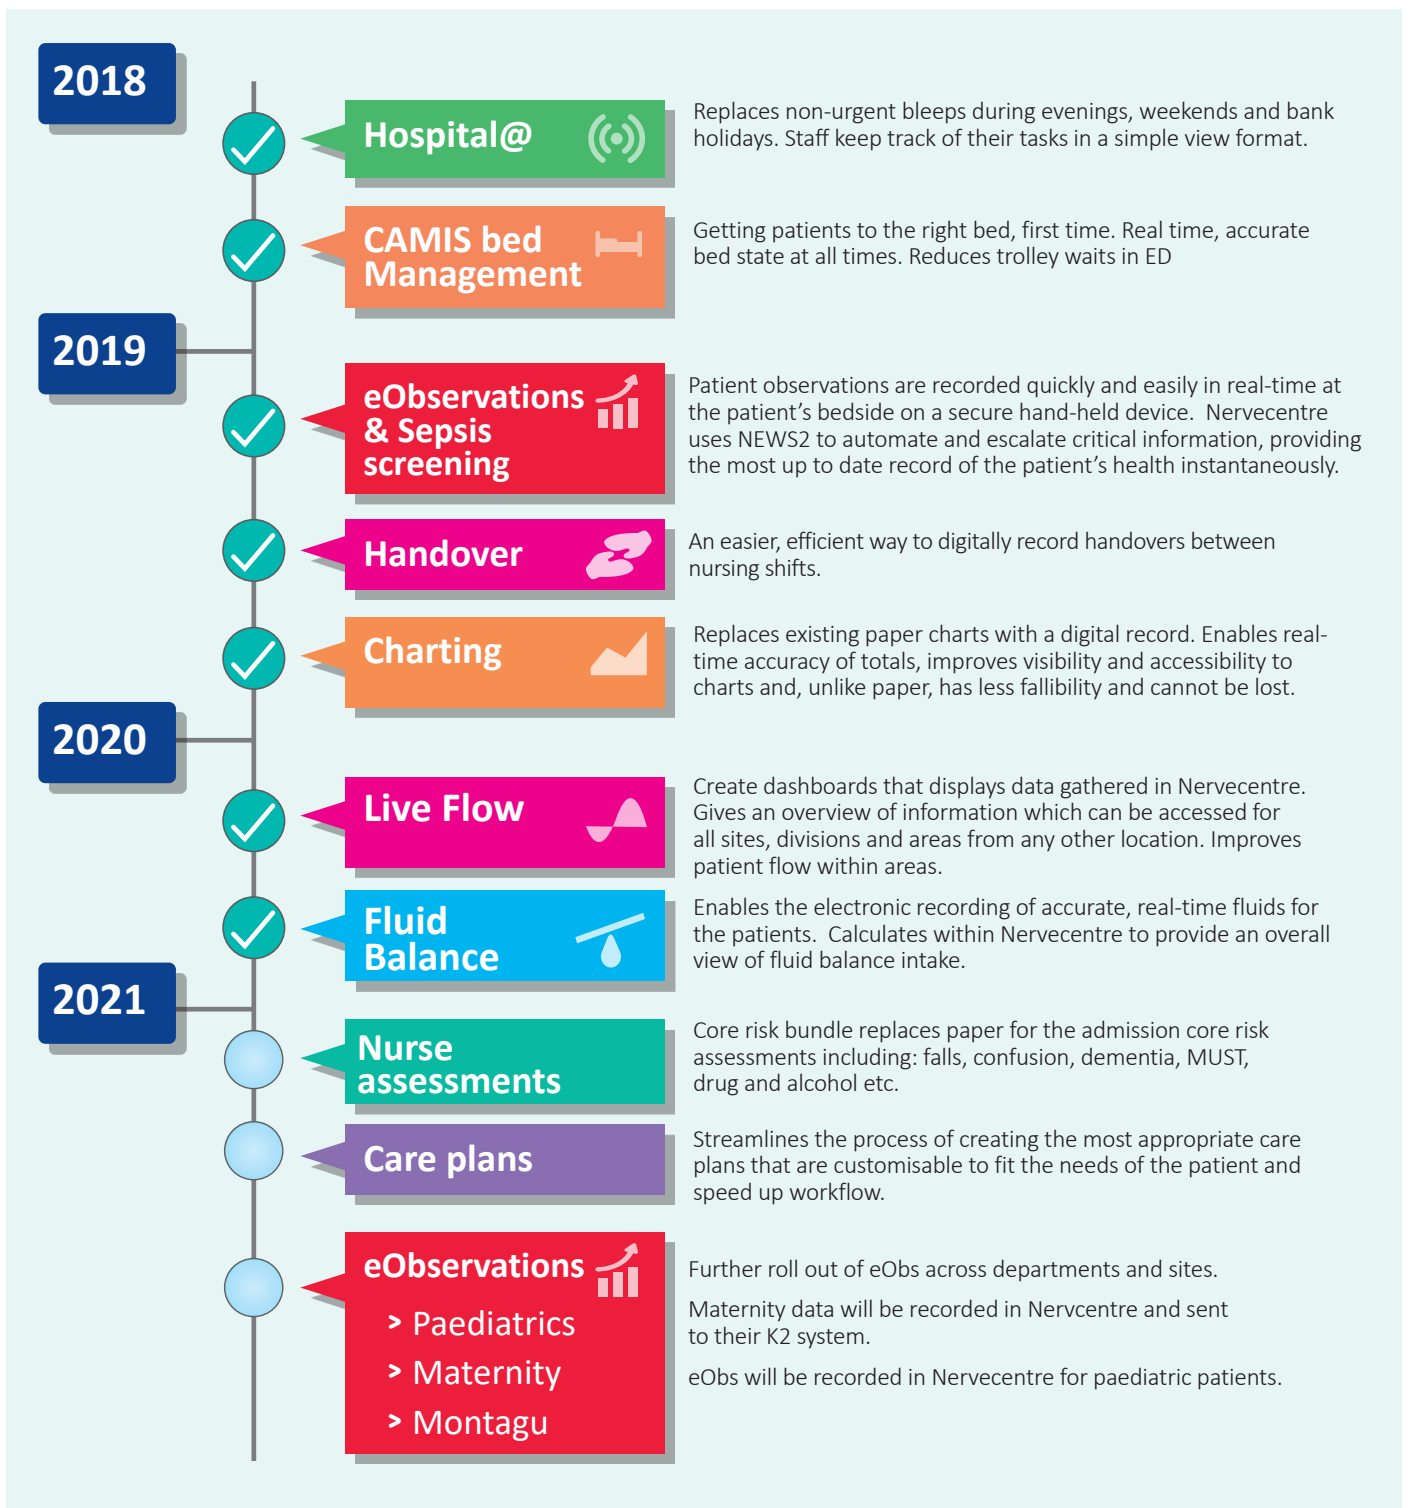 2018
Hospital@
Replaces non-urgent bleeps during evenings, weekends and bank
holidays. Staff keep track of their tasks in a simple view format.
CAMIS bed
Management
Getting patients to the right bed, first time. Real time, accurate
bed state at all times. Reduces trolley waits in ED
2019
eObservations
& Sepsis
screening
Patient observations are recorded quickly and easily in real-time at
the patient’s bedside on a secure hand-held device.  Nervecentre
uses NEWS2 to automate and escalate critical information, providing
the most up to date record of the patient’s health instantaneously.
Handover
An easier, efficient way to digitally record handovers between
nursing shifts.
Charting
Replaces existing paper charts with a digital record. Enables real-
time accuracy of totals, improves visibility and accessibility to
charts and, unlike paper, has less fallibility and cannot be lost.
2020
Live Flow
Create dashboards that displays data gathered in Nervecentre.
Gives an overview of information which can be accessed for
all sites, divisions and areas from any other location. Improves
patient flow within areas.
Fluid
Balance
Enables the electronic recording of accurate, real-time fluids for
the patients.  Calculates within Nervecentre to provide an overall
view of fluid balance intake.
2021
Nurse
assessments
Core risk bundle replaces paper for the admission core risk
assessments including: falls, confusion, dementia, MUST,
drug and alcohol etc.
Care plans
Streamlines the process of creating the most appropriate care
plans that are customisable to fit the needs of the patient and
speed up workflow.
eObservations
> Paediatrics
> Maternity
> Montagu
Further roll out of eObs across departments and sites.
Maternity data will be recorded in Nervcentre and sent
to their K2 system.
eObs will be recorded in Nervecentre for paediatric patients.